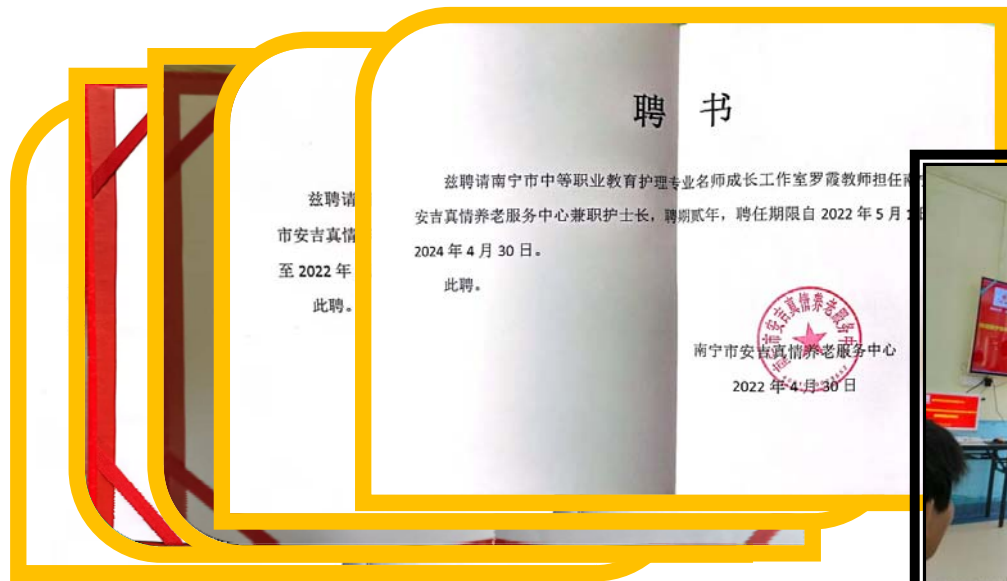 聘 书
兹聘请南宁市中等职业教育护理专业名师成长工作室罗霞教师担任南
安吉真情养老服务中心兼职护士长，聘期贰年，聘任期限自 2022 年 5 月 1 日
2024 年 4 月 30 日。
此聘。
南宁市安吉真情养老服务中心
2022 年 4 月 30 日
兹聘请
市安吉真情
至 2022 年
此聘。